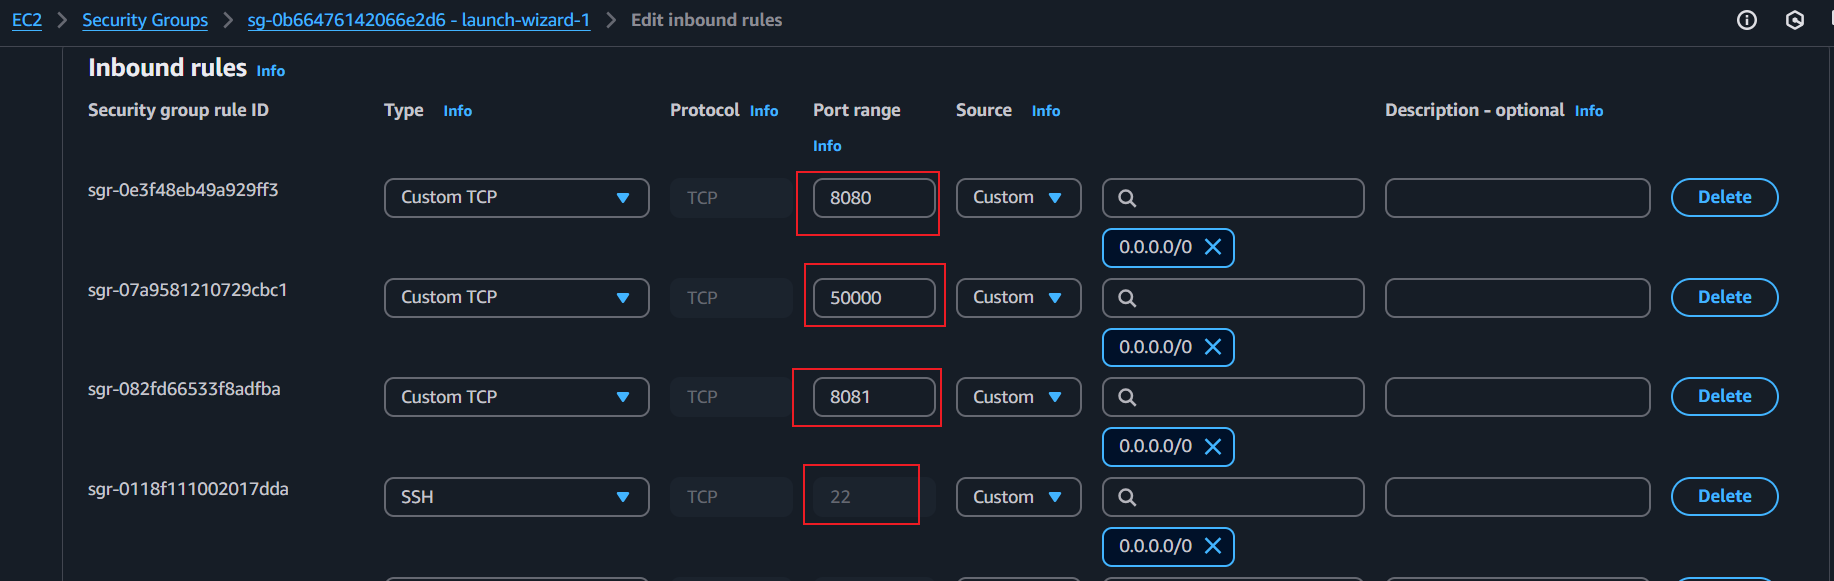 EC2 > Security Groups > sg-0b66476142066e2d6 - launch-wizard-1 > Edit inbound rules
Inbound rules Info
Security group rule ID Type Info Protocol Info Port range Info Source Info Description - optional Info
sgr-0e3f48eb49a929ff3 Custom TCP TCP 8080 Custom Delete
0.0.0.0/0
sgr-07a9581210729cbc1 Custom TCP TCP 50000 Custom Delete
0.0.0.0/0
sgr-082fd66533f8adfba Custom TCP TCP 8081 Custom Delete
0.0.0.0/0
sgr-0118f111002017dda SSH TCP 22 Custom Delete
0.0.0.0/0